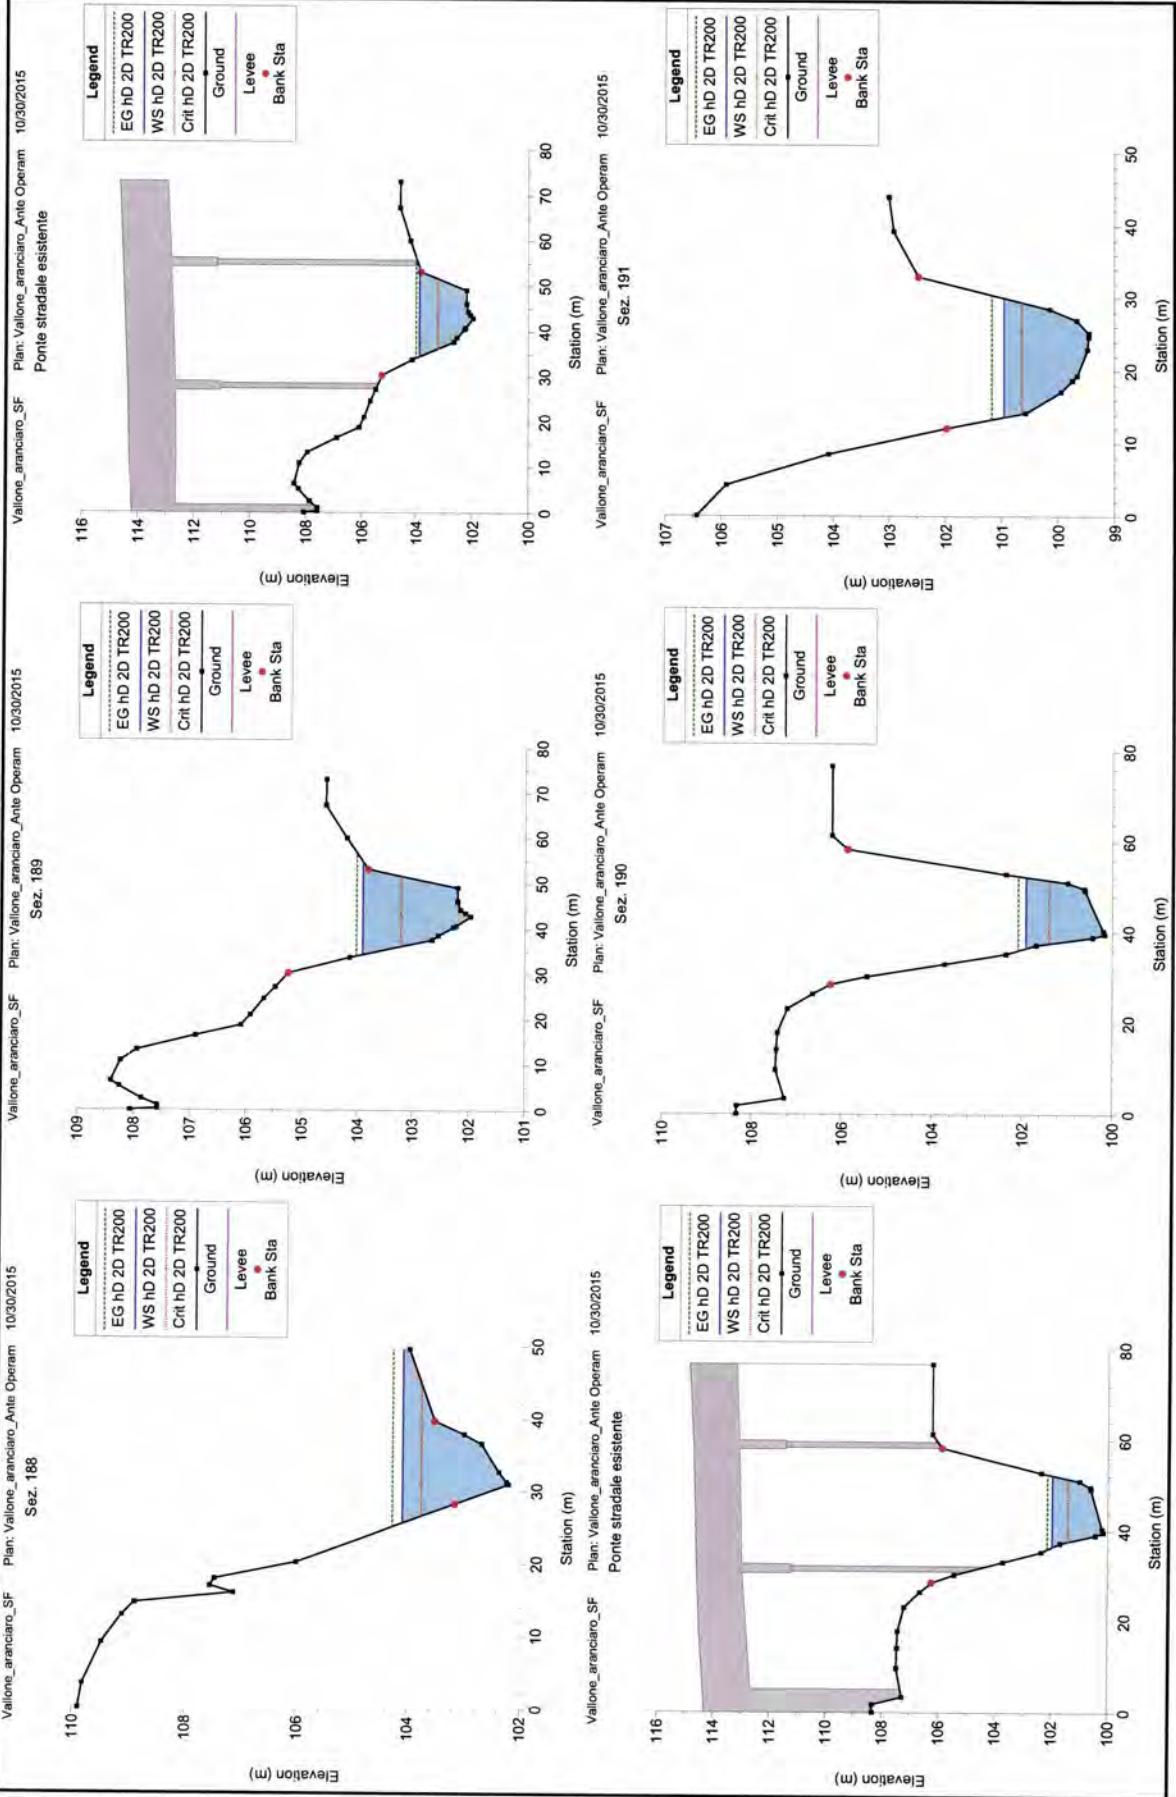 Vallone_aranciaro_SF Plan: Vallone_aranciaro_Ante Operam 10/30/2015
Sez. 188
Legend
EG hD 2D TR200
WS hD 2D TR200
Crit hD 2D TR200
Ground
Levee
Bank Sta
110
108
106
104
102
Elevation (m)
0 10 20 30 40 50
Station (m)
Vallone_aranciaro_SF Plan: Vallone_aranciaro_Ante Operam 10/30/2015
Sez. 189
Legend
EG hD 2D TR200
WS hD 2D TR200
Crit hD 2D TR200
Ground
Levee
Bank Sta
109
108
107
106
105
104
103
102
101
Elevation (m)
0 10 20 30 40 50 60 70 80
Station (m)
Vallone_aranciaro_SF Plan: Vallone_aranciaro_Ante Operam 10/30/2015
Ponte stradale esistente
Legend
EG hD 2D TR200
WS hD 2D TR200
Crit hD 2D TR200
Ground
Levee
Bank Sta
116
114
112
110
108
106
104
102
100
Elevation (m)
0 10 20 30 40 50 60 70 80
Station (m)
Vallone_aranciaro_SF Plan: Vallone_aranciaro_Ante Operam 10/30/2015
Ponte stradale esistente
Legend
EG hD 2D TR200
WS hD 2D TR200
Crit hD 2D TR200
Ground
Levee
Bank Sta
116
114
112
110
108
106
104
102
100
Elevation (m)
0 20 40 60 80
Station (m)
Vallone_aranciaro_SF Plan: Vallone_aranciaro_Ante Operam 10/30/2015
Sez. 190
Legend
EG hD 2D TR200
WS hD 2D TR200
Crit hD 2D TR200
Ground
Levee
Bank Sta
110
108
106
104
102
100
Elevation (m)
0 20 40 60 80
Station (m)
Vallone_aranciaro_SF Plan: Vallone_aranciaro_Ante Operam 10/30/2015
Sez. 191
Legend
EG hD 2D TR200
WS hD 2D TR200
Crit hD 2D TR200
Ground
Levee
Bank Sta
107
106
105
104
103
102
101
100
99
Elevation (m)
0 10 20 30 40 50
Station (m)